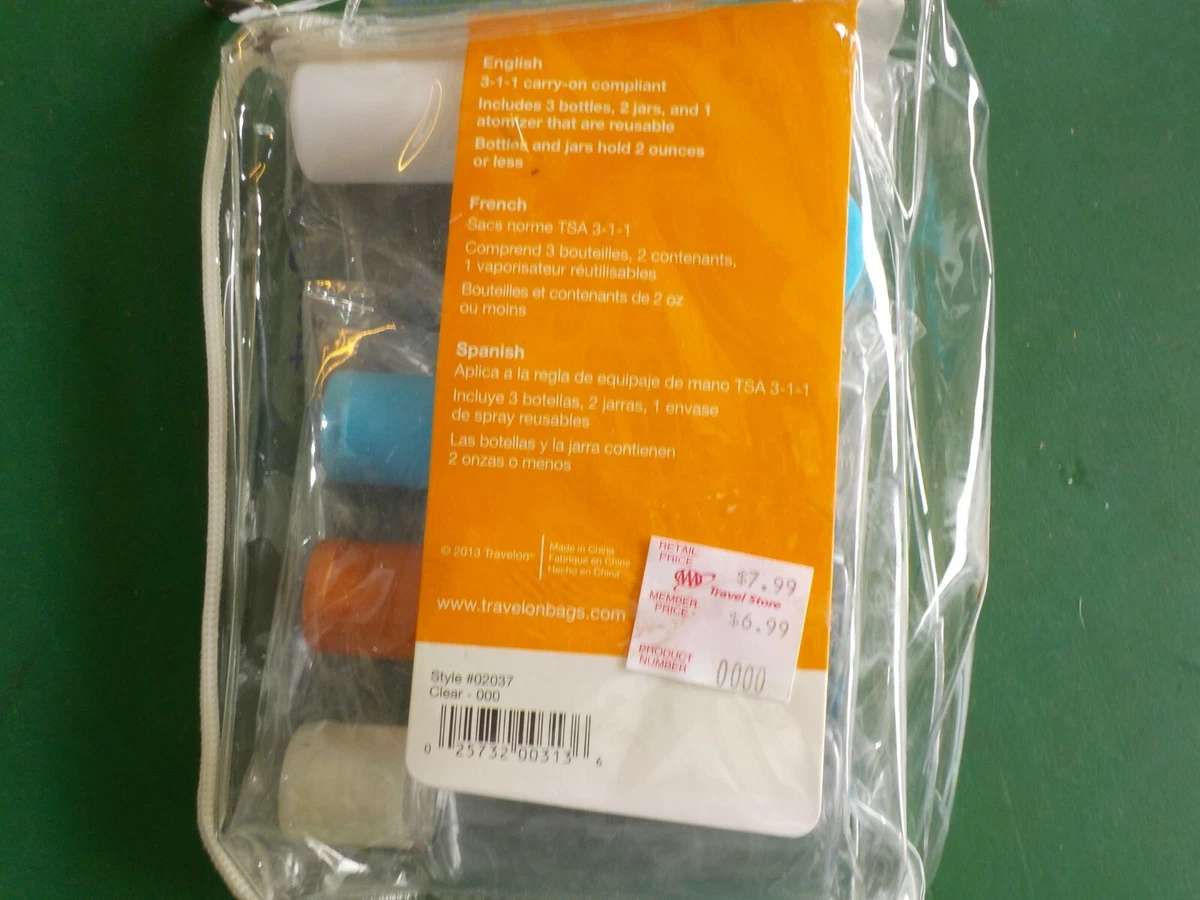 English
3-1-1 carry-on compliant
Includes 3 bottles, 2 jars, and 1
atomizer that are reusable
Bottles and jars hold 2 ounces
or less
French
Sacs norme TSA 3-1-1
Comprend 3 bouteilles, 2 contenants,
1 vaporisateur réutilisables
Bouteilles et contenants de 2 oz
ou moins
Spanish
Aplica a la regla de equipaje de mano TSA 3-1-1
Incluye 3 botellas, 2 jarras, 1 envase
de spray reusables
Las botellas y la jarra contienen
2 onzas o menos
© 2013 Travelon®
Made in China
Fabriqué en Chine
Hecho en China
www.travelonbags.com
RETAIL
PRICE
$7.99
AAA Travel Store
MEMBER
PRICE
$6.99
PRODUCT
NUMBER
0000
Style #02037
Clear - 000
0 25732 00313 6